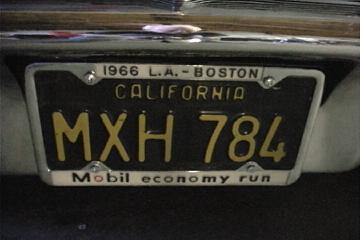 1966 L.A. - BOSTON
CALIFORNIA
MXH 784
Mobil economy run